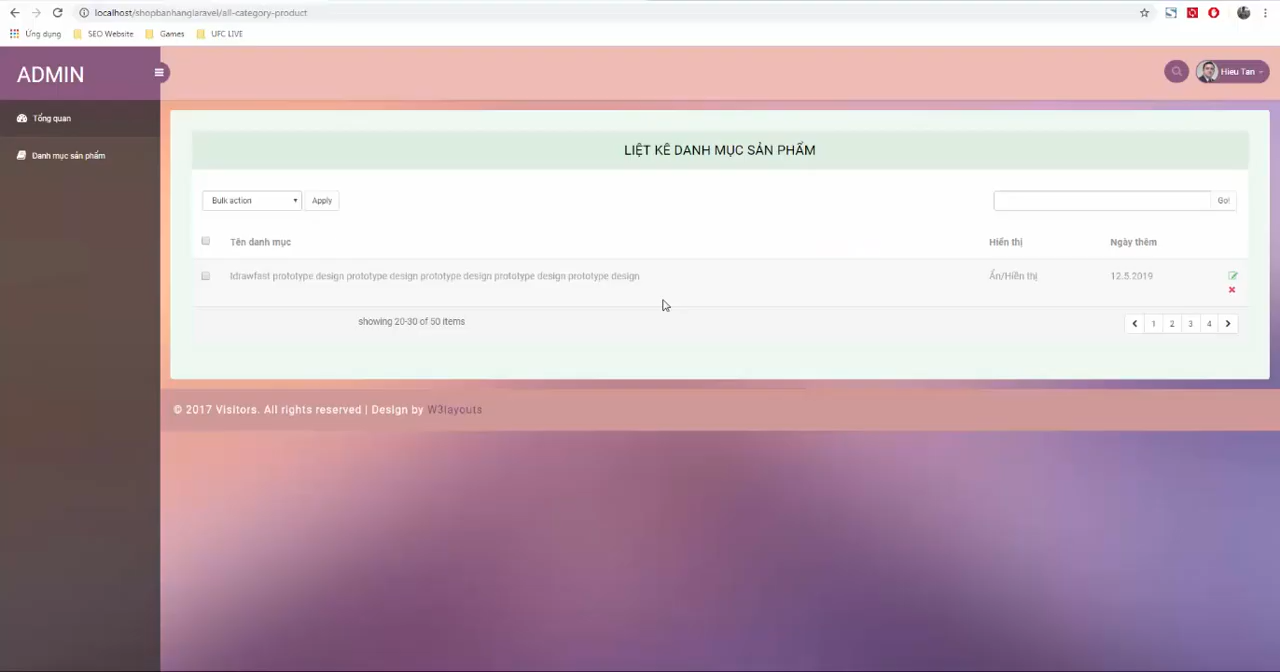 localhost/shopbanhanglaravel/all-category-product
Ứng dụng SEO Website Games UFC LIVE
ADMIN
Hieu Tan
Tổng quan
Danh mục sản phẩm
LIỆT KÊ DANH MỤC SẢN PHẨM
Bulk action Apply Go!
Tên danh mục Hiển thị Ngày thêm
Idrawfast prototype design prototype design prototype design prototype design prototype design Ẩn/Hiển thị 12.5.2019
showing 20-30 of 50 items 1 2 3 4
© 2017 Visitors. All rights reserved | Design by W3layouts